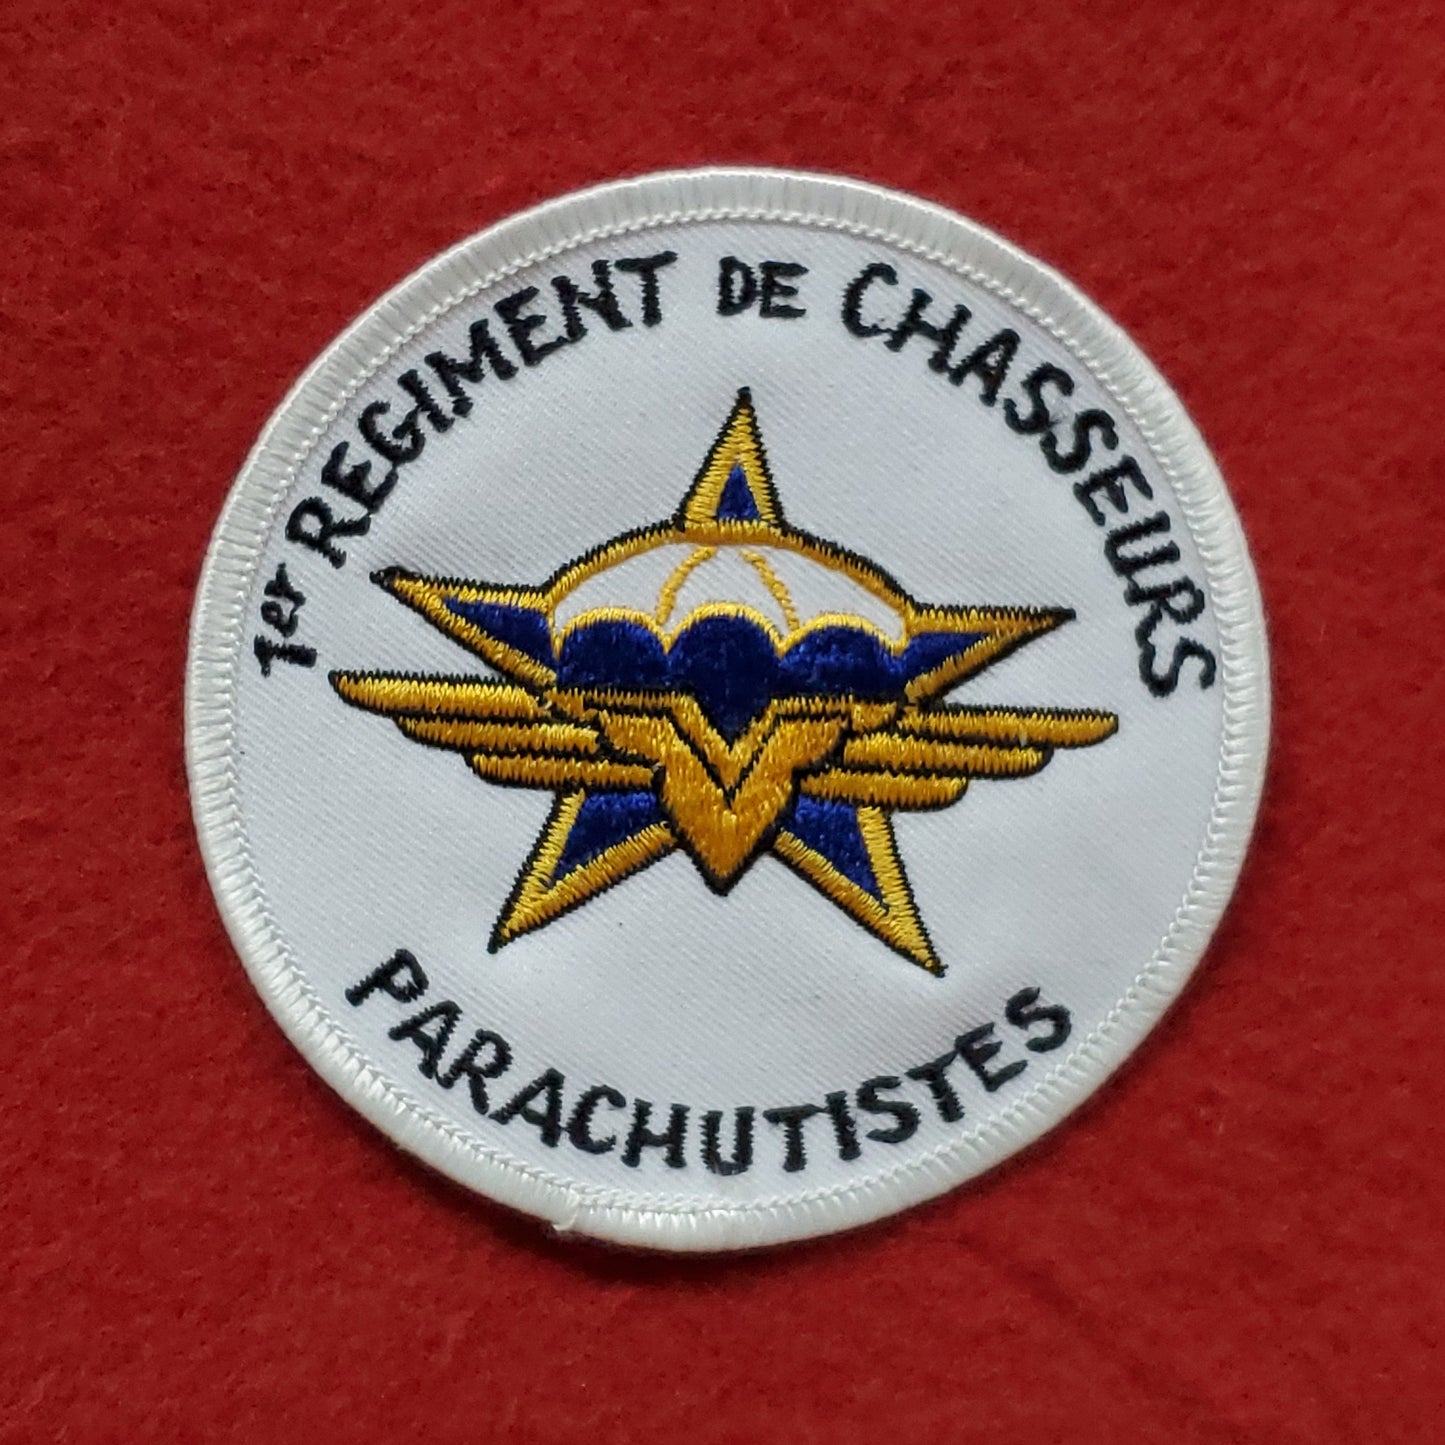 1er REGIMENT DE CHASSEURS
PARACHUTISTES